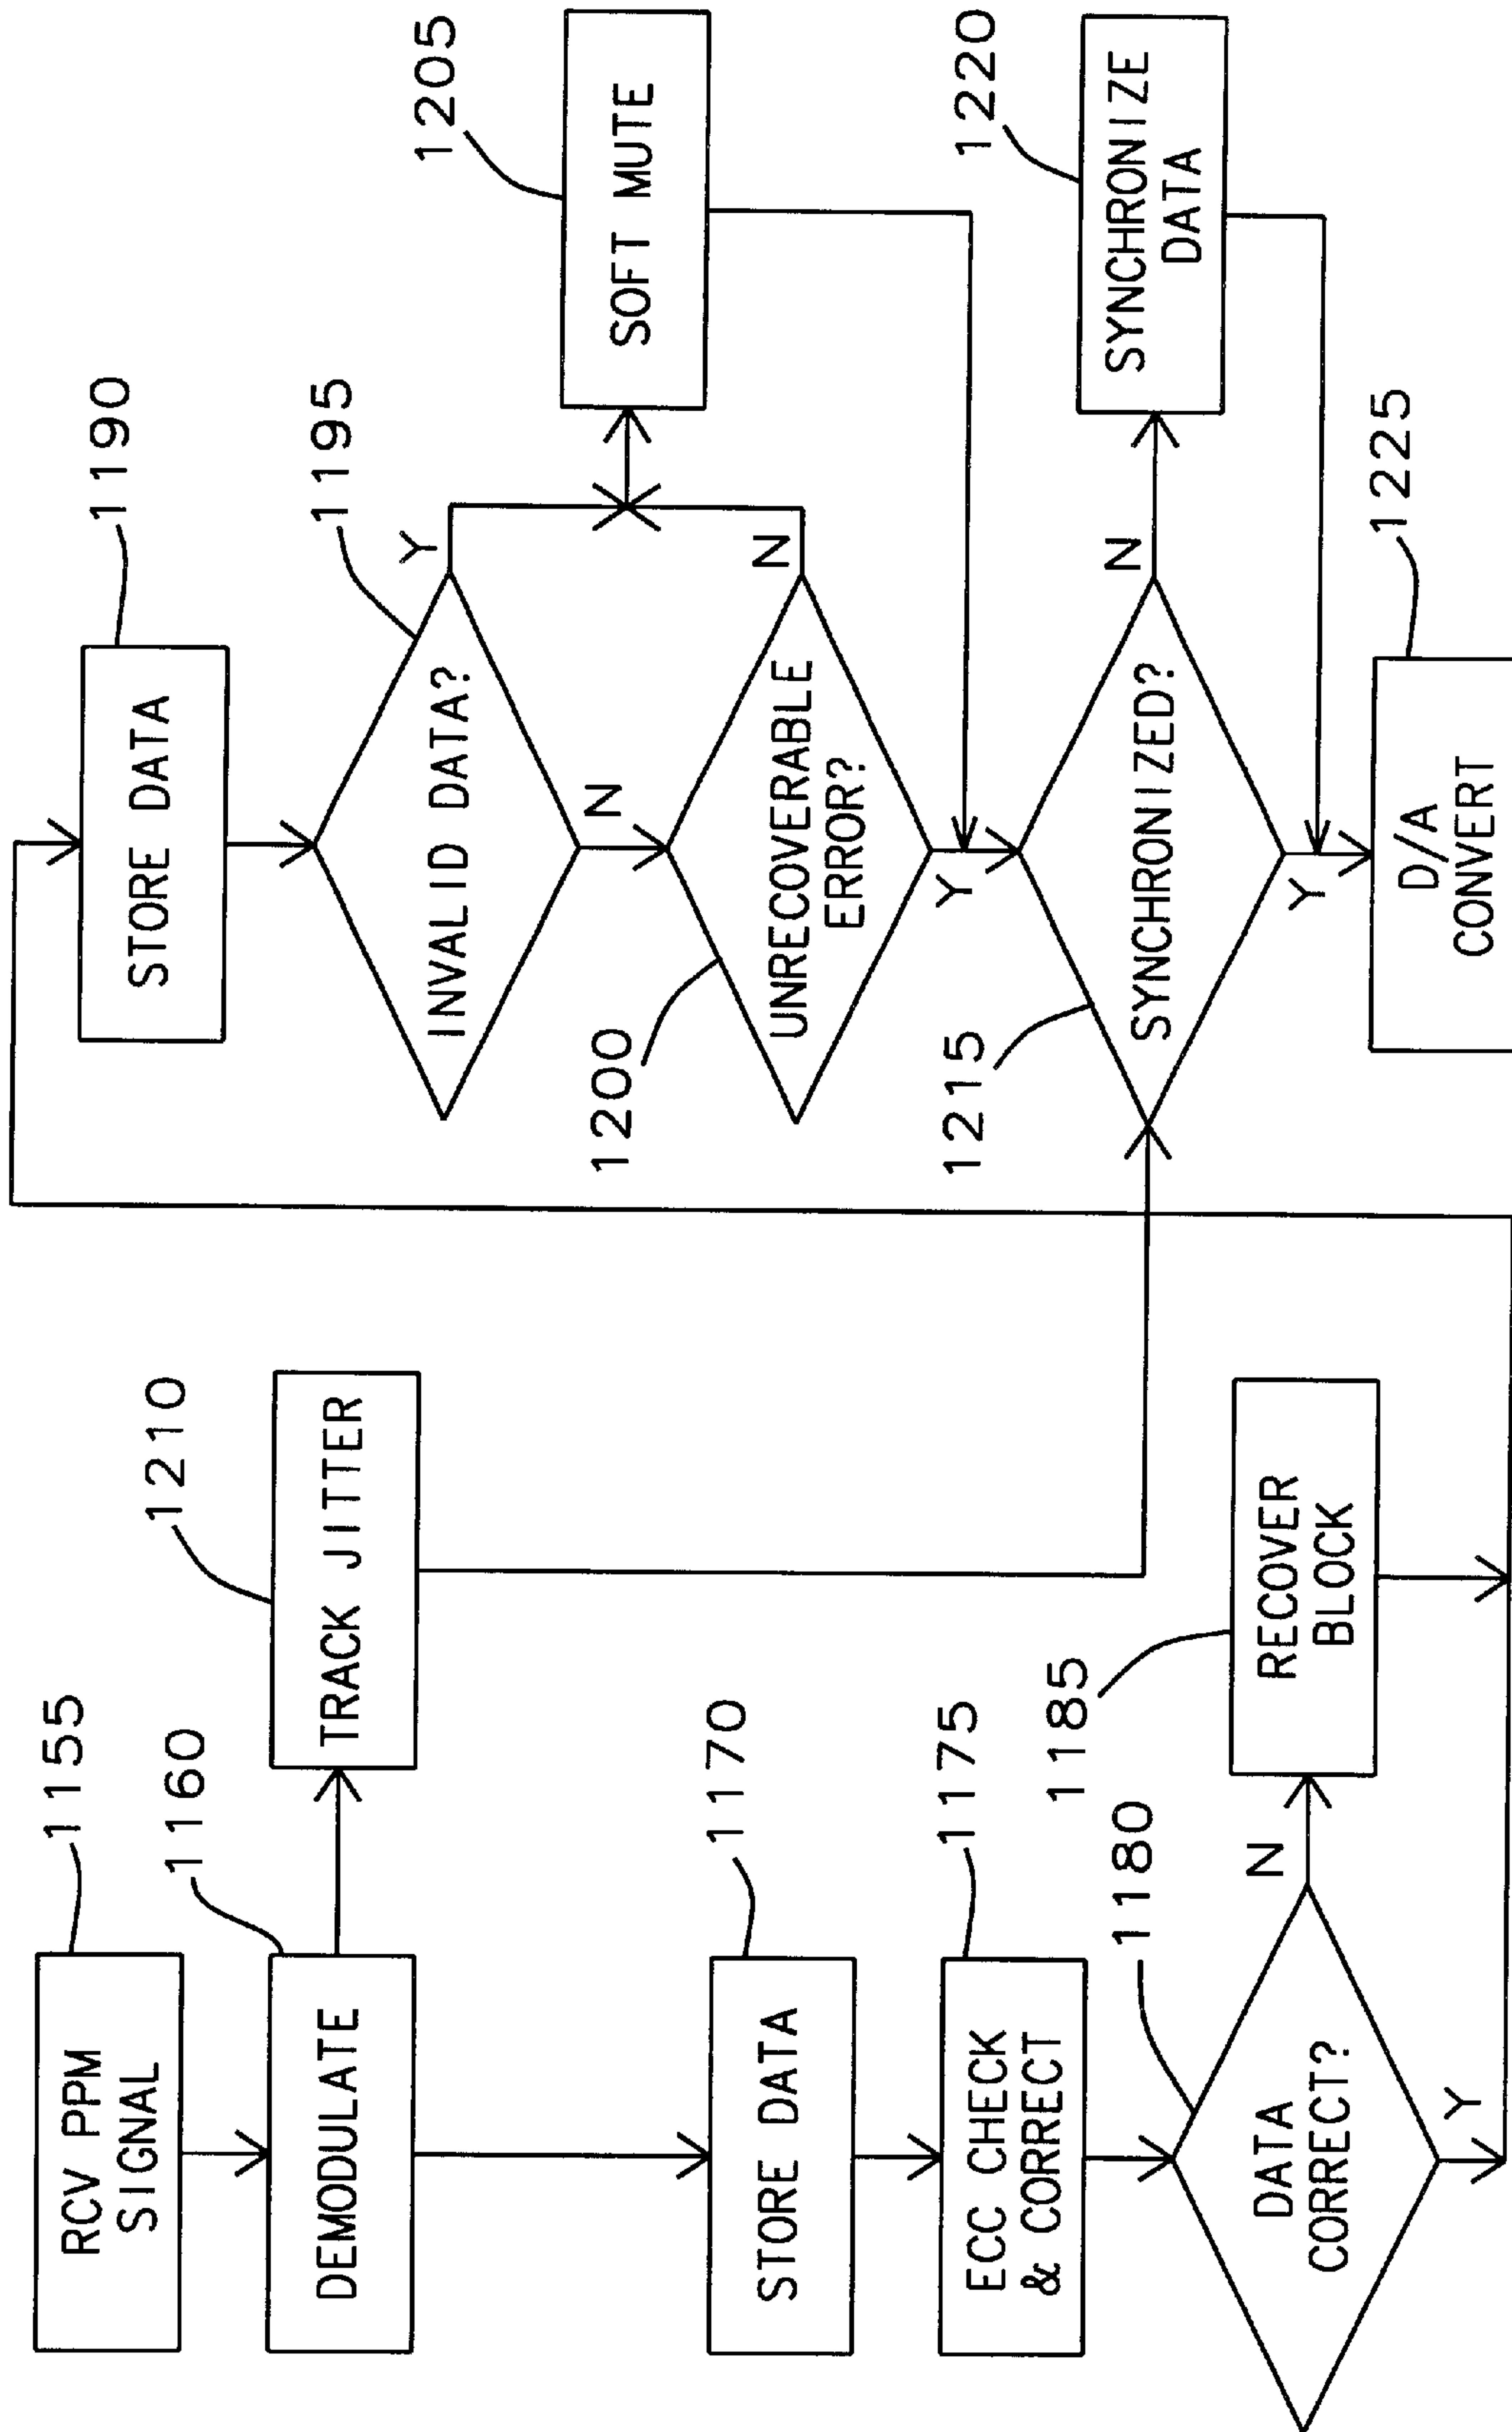 1155
RCV PPM
SIGNAL
1160
DEMODULATE
1210
TRACK JITTER
1170
STORE DATA
1175
ECC CHECK
& CORRECT
1180
DATA
CORRECT?
N
Y
1185
RECOVER
BLOCK
1190
STORE DATA
1195
INVALID DATA?
Y
N
1200
UNRECOVERABLE
ERROR?
N
Y
1205
SOFT MUTE
1215
SYNCHRONIZED?
N
Y
1220
SYNCHRONIZE
DATA
1225
D/A
CONVERT